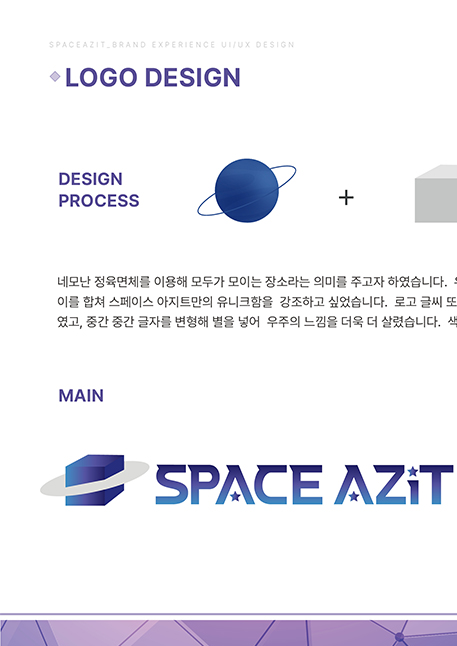 SPACEAZIT_BRAND EXPERIENCE UI/UX DESIGN
LOGO DESIGN
DESIGN
PROCESS
+
네모난 정육면체를 이용해 모두가 모이는 장소라는 의미를 주고자 하였습니다.
이를 합쳐 스페이스 아지트만의 유니크함을 강조하고 싶었습니다. 로고 글씨 또
였고, 중간 중간 글자를 변형해 별을 넣어 우주의 느낌을 더욱 더 살렸습니다. 색
MAIN
SPACE AZiT